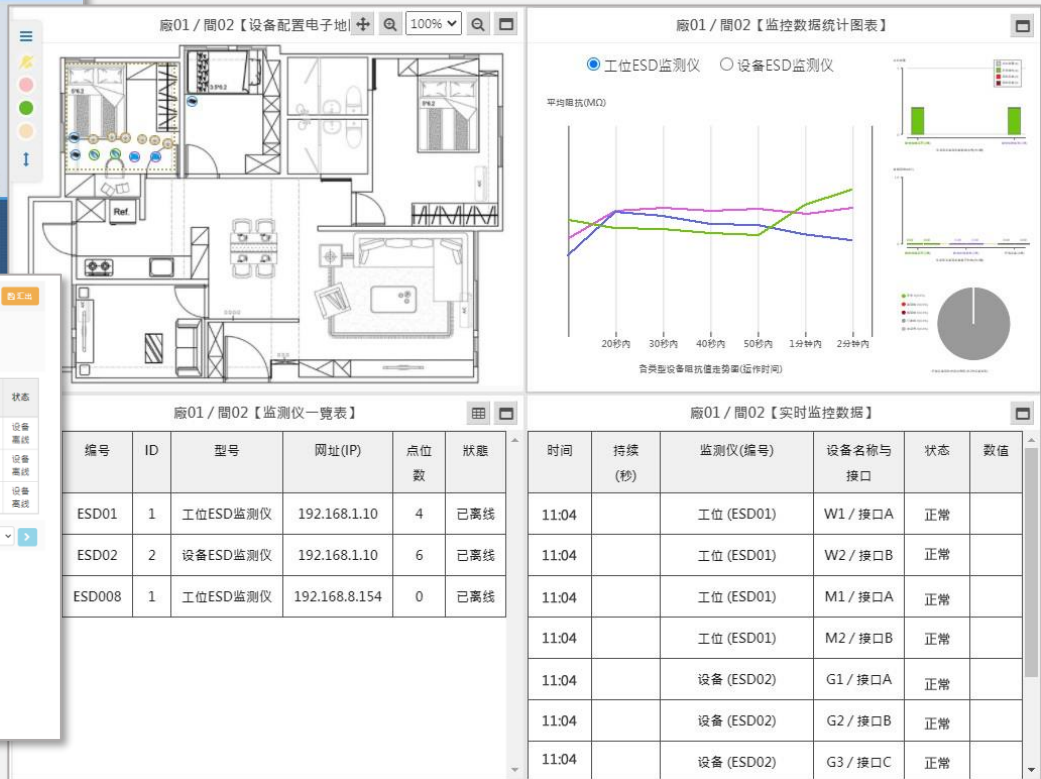 廠01 / 間02【设备配置电子地
100%
Ref.
3.5*6.2
汇出
状态
设备
离线
设备
离线
设备
离线
廠01 / 間02【监控数据统计图表】
工位ESD监测仪 设备ESD监测仪
平均阻抗(MΩ)
20秒内 30秒内 40秒内 50秒内 1分钟内 2分钟内
各类型设备阻抗值走势面(运作时间)
廠01 / 間02【监测仪一覽表】
编号 ID 型号 网址(IP) 点位数 狀態
ESD01 1 工位ESD监测仪 192.168.1.10 4 已离线
ESD02 2 设备ESD监测仪 192.168.1.10 6 已离线
ESD008 1 工位ESD监测仪 192.168.8.154 0 已离线
廠01 / 間02【实时监控数据】
时间 持续(秒) 监测仪(编号) 设备名称与接口 状态 数值
11:04 工位 (ESD01) W1 / 接口A 正常
11:04 工位 (ESD01) W2 / 接口B 正常
11:04 工位 (ESD01) M1 / 接口A 正常
11:04 工位 (ESD01) M2 / 接口B 正常
11:04 设备 (ESD02) G1 / 接口A 正常
11:04 设备 (ESD02) G2 / 接口B 正常
11:04 设备 (ESD02) G3 / 接口C 正常